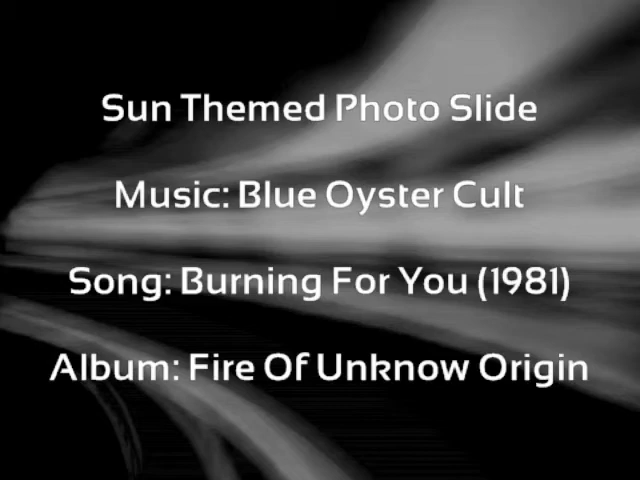 Sun Themed Photo Slide
Music: Blue Oyster Cult
Song: Burning For You (1981)
Album: Fire Of Unknow Origin